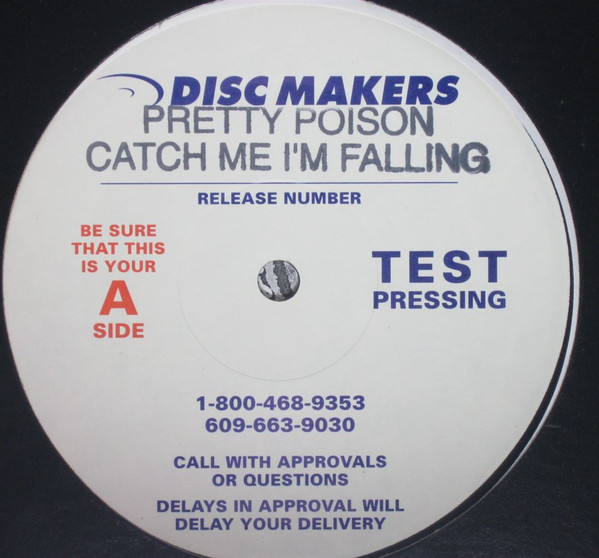 DISC MAKERS
PRETTY POISON
CATCH ME I'M FALLING
RELEASE NUMBER
BE SURE
THAT THIS
IS YOUR
A
SIDE
TEST
PRESSING
1-800-468-9353
609-663-9030
CALL WITH APPROVALS
OR QUESTIONS
DELAYS IN APPROVAL WILL
DELAY YOUR DELIVERY